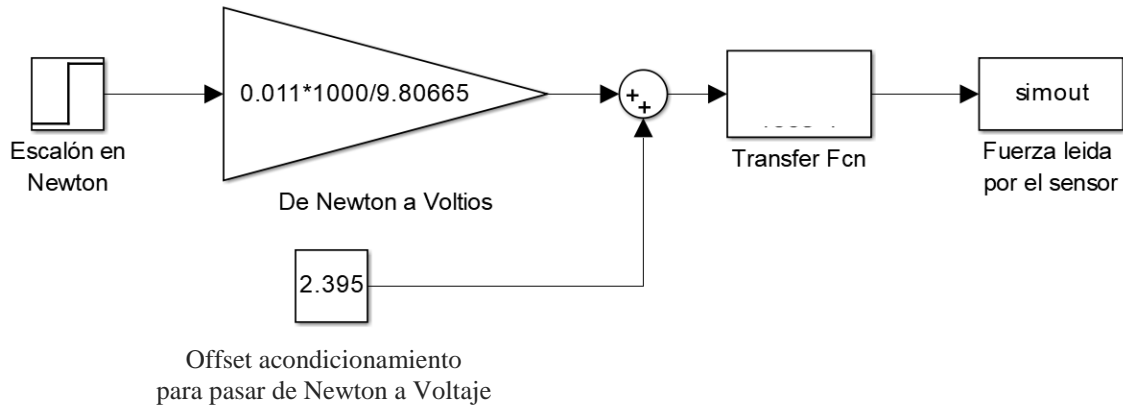 Escalón en
Newton
0.011*1000/9.80665
De Newton a Voltios
2.395
Offset acondicionamiento
para pasar de Newton a Voltaje
+
+
Transfer Fcn
simout
Fuerza leida
por el sensor